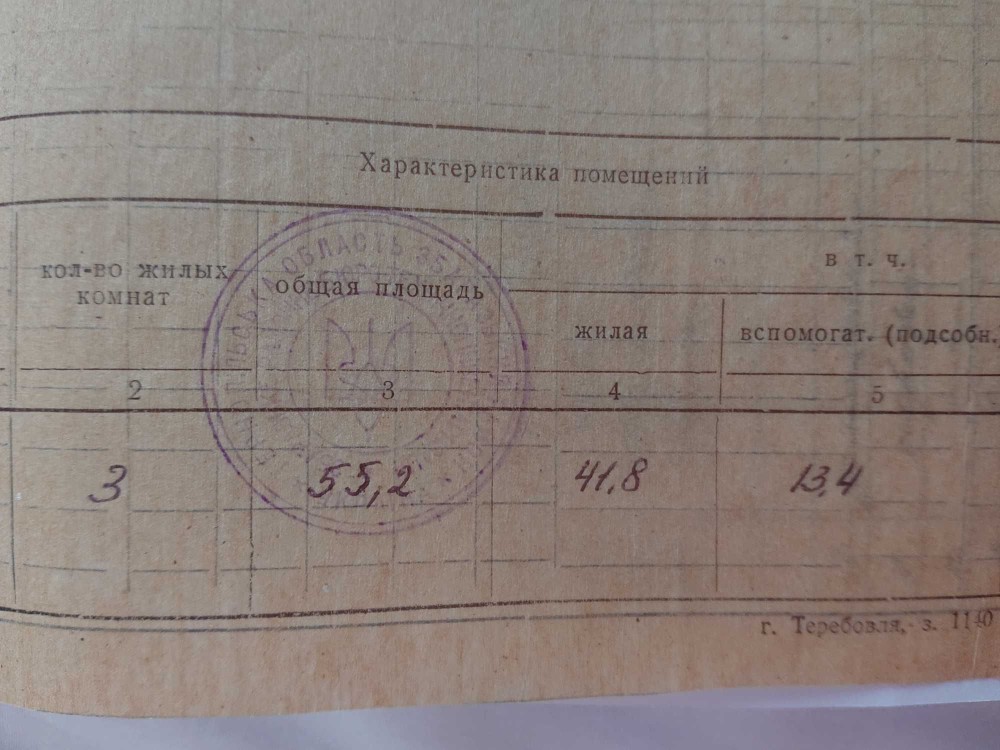 Характеристика помещений
кол-во жилых
комнат
общая площадь
в т. ч.
жилая
вспомогат. (подсобн.
2
3
4
5
3
55,2
41,8
13,4
ОБЛАСТЬ
г. Теребовля, з. 1140